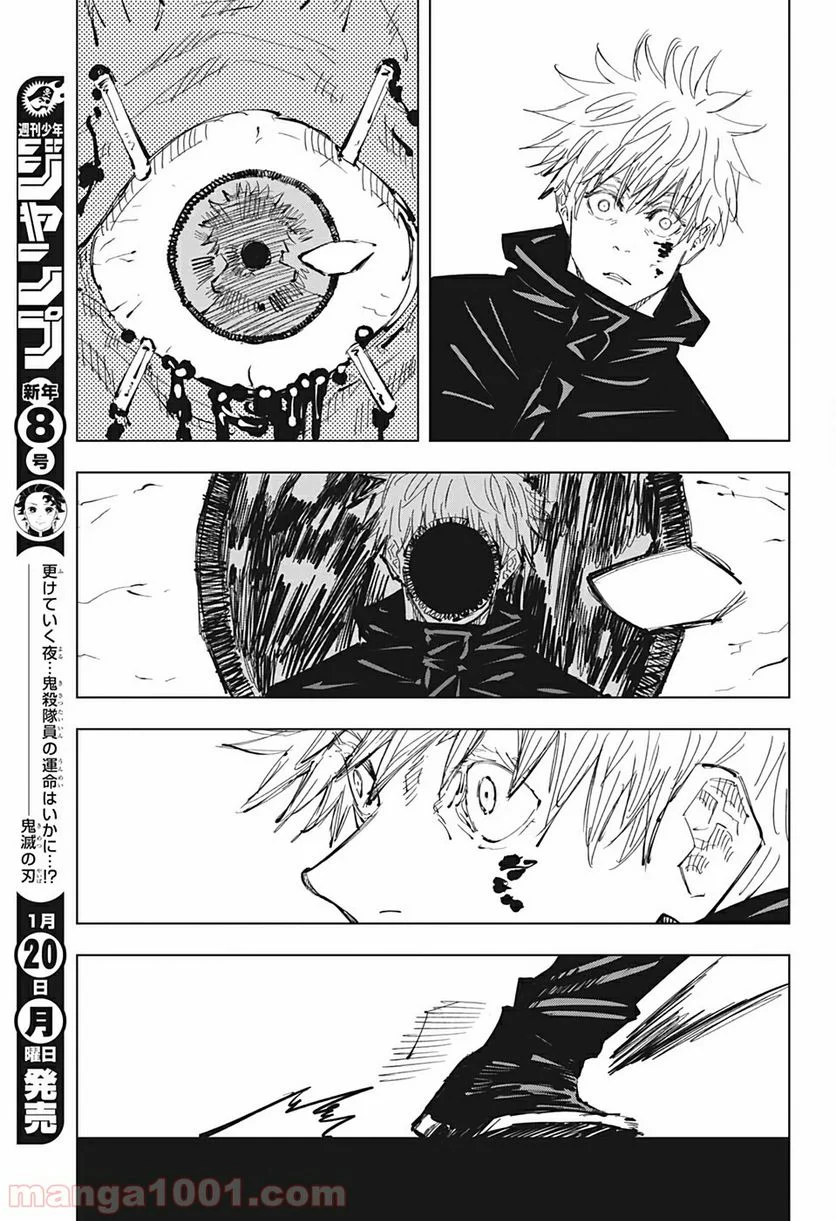 週刊少年
ジャンプ
新年
8
号
更けていく夜…鬼殺隊員の運命はいかに…!?
鬼滅の刃
1月
20
日
月
曜日
発売
manga1001.com